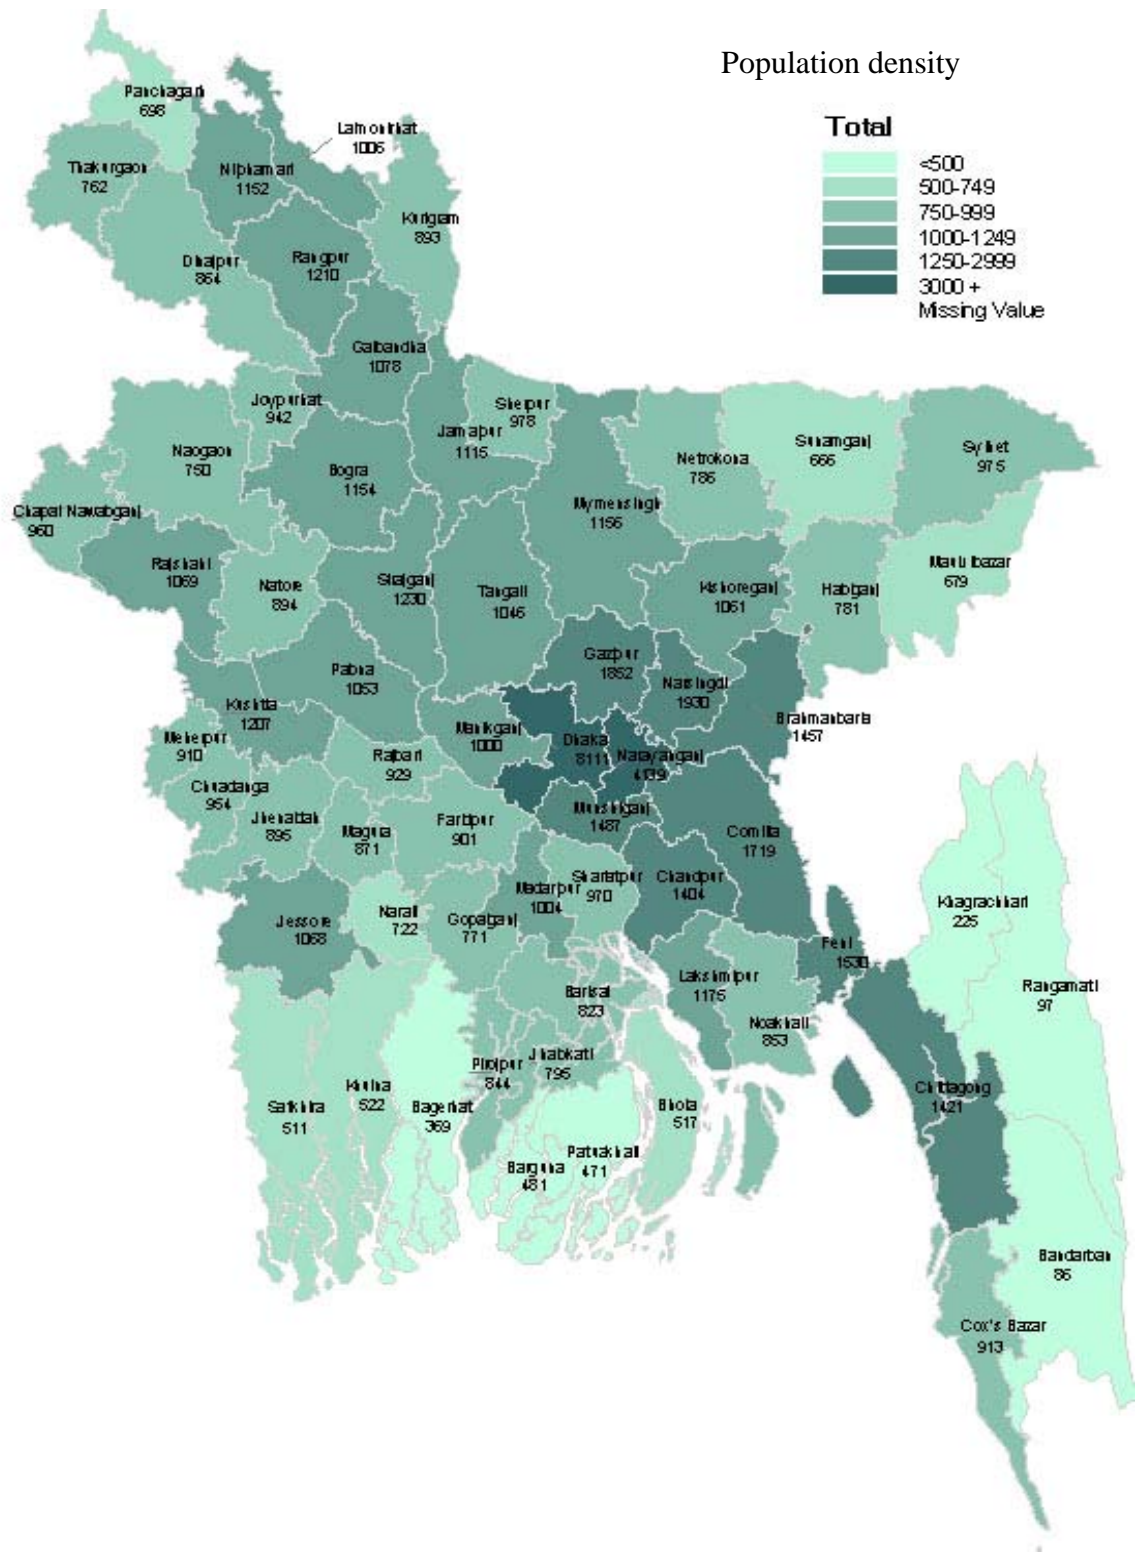 Population density
Total
<500
500-749
750-999
1000-1249
1250-2999
3000 +
Missing Value
Panchagarh
698
Lalmonirhat
1006
Thakurgaon
762
Nilphamari
1152
Kurigram
893
Dinajpur
864
Rangpur
1210
Gaibandha
1078
Joypurhat
942
Sherpur
978
Jamalpur
1115
Naogaon
750
Bogra
1154
Netrokona
786
Sunamganj
666
Sylhet
975
Chapai Nawabganj
960
Mymensingh
1156
Rajshahi
1069
Natore
894
Sirajganj
1230
Tangail
1046
Kishoreganj
1061
Habiganj
781
Maulvibazar
679
Gazipur
1852
Pabna
1053
Narsingdi
1930
Kushtia
1207
Brahmanbaria
1457
Meherpur
910
Manikganj
1000
Dhaka
8111
Narayanganj
4139
Rajbari
929
Chuadanga
954
Jhenaidah
895
Magura
871
Faridpur
901
Munshiganj
1487
Comilla
1719
Shariatpur
970
Chandpur
1404
Madaripur
1004
Jessore
1068
Narail
722
Gopalganj
771
Khagrachhari
225
Feni
1530
Lakshmipur
1175
Rangamati
97
Barisal
823
Noakhali
853
Jhalokati
795
Pirojpur
844
Chittagong
1421
Satkhira
511
Khulna
522
Bagerhat
369
Bhola
517
Patuakhali
471
Barguna
481
Bandarban
86
Cox's Bazar
913